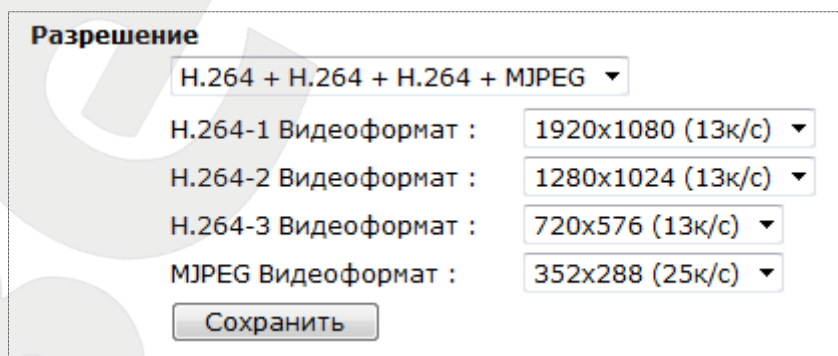 Разрешение
H.264 + H.264 + H.264 + MJPEG
H.264-1 Видеоформат : 1920x1080 (13к/с)
H.264-2 Видеоформат : 1280x1024 (13к/с)
H.264-3 Видеоформат : 720x576 (13к/с)
MJPEG Видеоформат : 352x288 (25к/с)
Сохранить